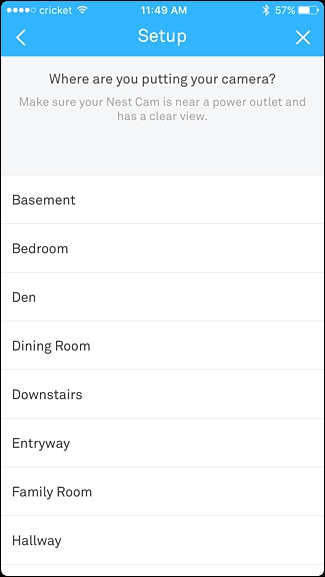 cricket 11:49 AM 57%
Setup
Where are you putting your camera?
Make sure your Nest Cam is near a power outlet and
has a clear view.
Basement
Bedroom
Den
Dining Room
Downstairs
Entryway
Family Room
Hallway